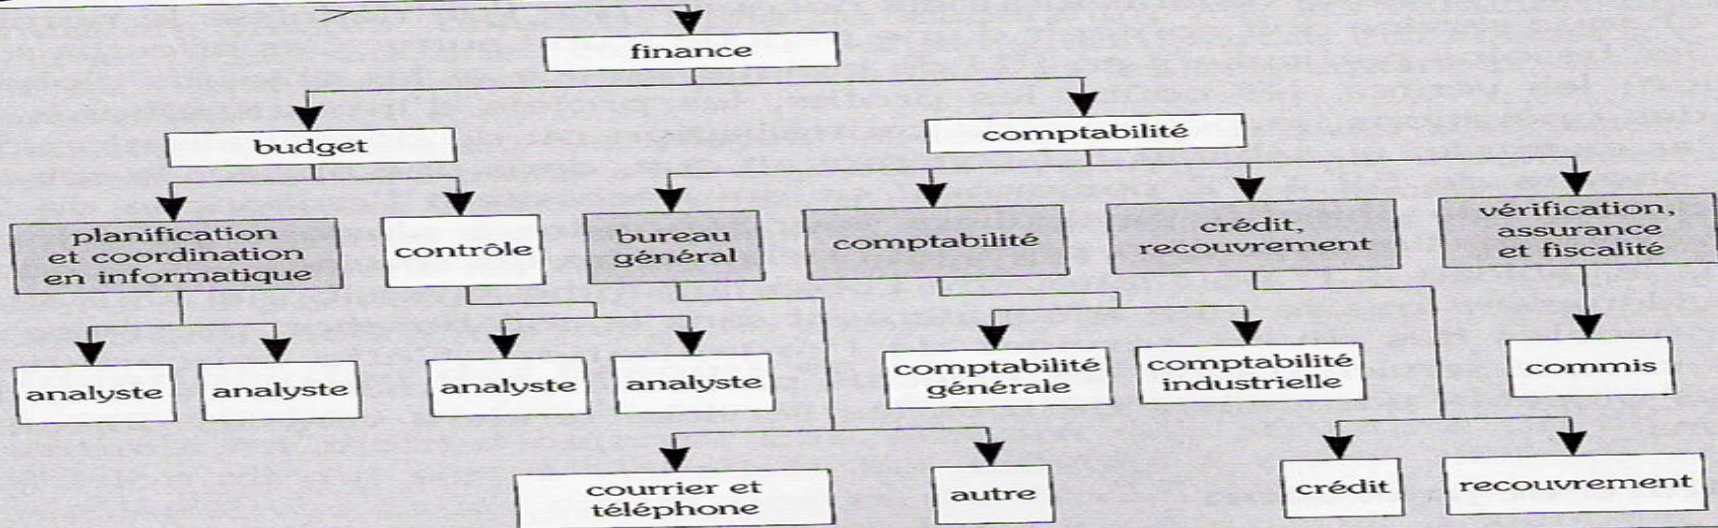 finance
budget
comptabilité
planification
et coordination
en informatique
contrôle
bureau
général
comptabilité
crédit,
recouvrement
vérification,
assurance
et fiscalité
analyste
analyste
analyste
analyste
comptabilité
générale
comptabilité
industrielle
commis
courrier et
téléphone
autre
crédit
recouvrement